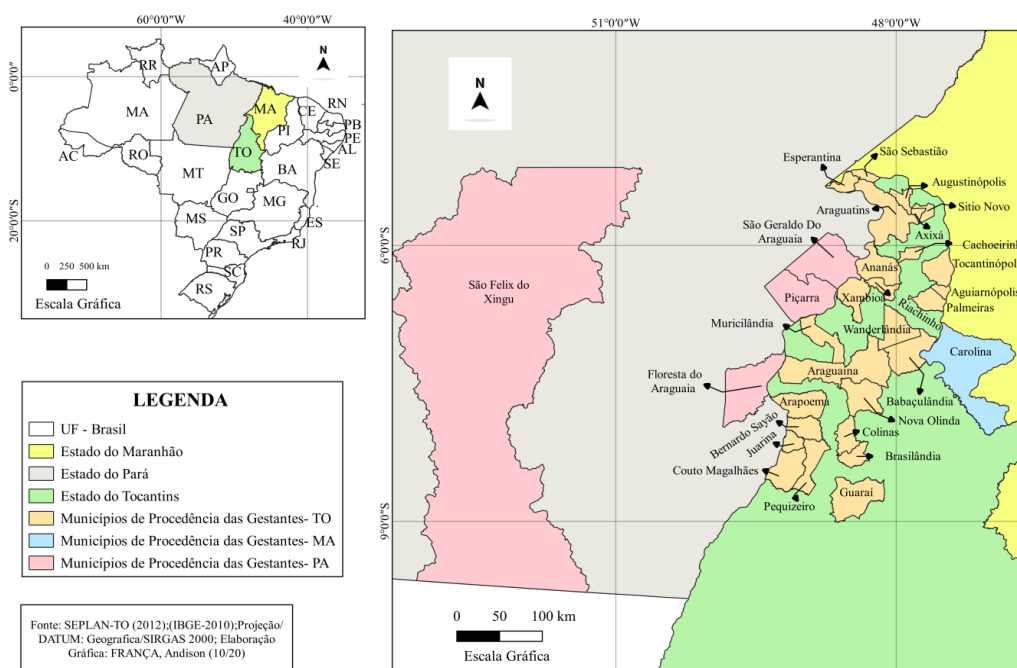 60°0'0"W
40°0'0"W
0°0'0"
20°0'0"S
N
RR
AP
MA
PA
MA
CE
RN
PB
PE
AL
SE
PI
AC
RO
TO
MT
BA
GO
MG
MS
ES
SP
RJ
PR
SC
RS
0 250 500 km
Escala Gráfica
LEGENDA
UF - Brasil
Estado do Maranhão
Estado do Pará
Estado do Tocantins
Municípios de Procedência das Gestantes- TO
Municípios de Procedência das Gestantes- MA
Municípios de Procedência das Gestantes- PA
Fonte: SEPLAN-TO (2012);(IBGE-2010);Projeção/
DATUM: Geografica/SIRGAS 2000; Elaboração
Gráfica: FRANÇA, Andison (10/20)
51°0'0"W
48°0'0"W
6°0'0"S
9°0'0"S
N
São Sebastião
Esperantina
Augustinópolis
Araguatins
Sitio Novo
Axixá
São Geraldo Do
Araguaia
Cachoeirinh
Ananás
Tocantinópol
São Felix do
Xingu
Piçarra
Xambioá
Aguiarnópolis
Riachinho
Palmeiras
Muricilândia
Wanderlândia
Carolina
Floresta do
Araguaia
Araguaina
Babaçulândia
Arapoema
Nova Olinda
Bernardo Sayão
Colinas
Juarina
Brasilândia
Couto Magalhães
Guaraí
Pequizeiro
0 50 100 km
Escala Gráfica